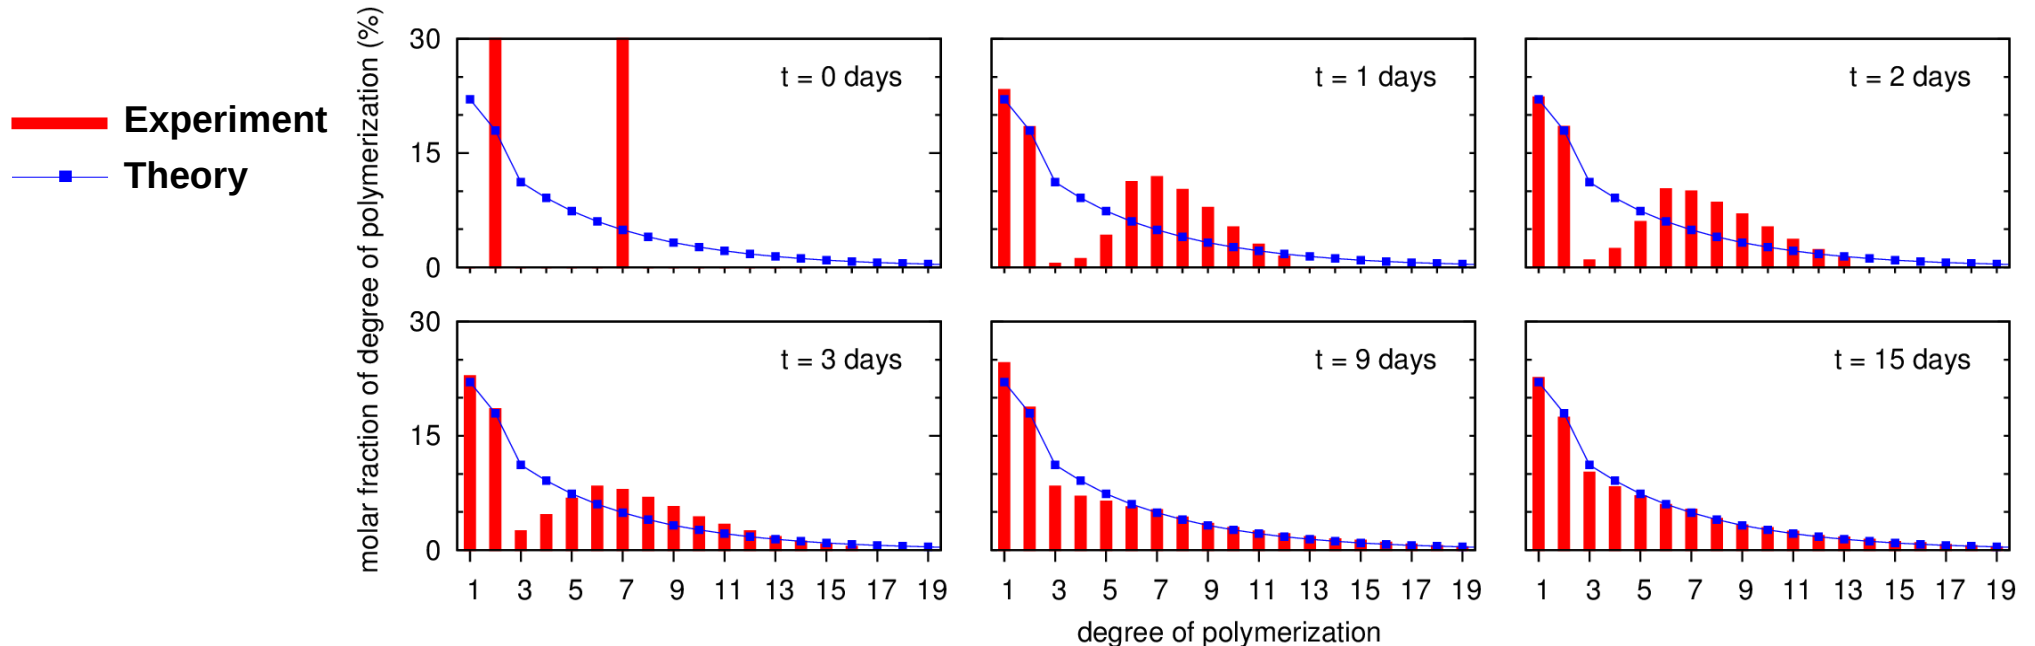 Experiment
Theory
molar fraction of degree of polymerization (%)
30
15
0
t = 0 days
t = 1 days
t = 2 days
30
15
0
t = 3 days
t = 9 days
t = 15 days
1 3 5 7 9 11 13 15 17 19
1 3 5 7 9 11 13 15 17 19
1 3 5 7 9 11 13 15 17 19
degree of polymerization